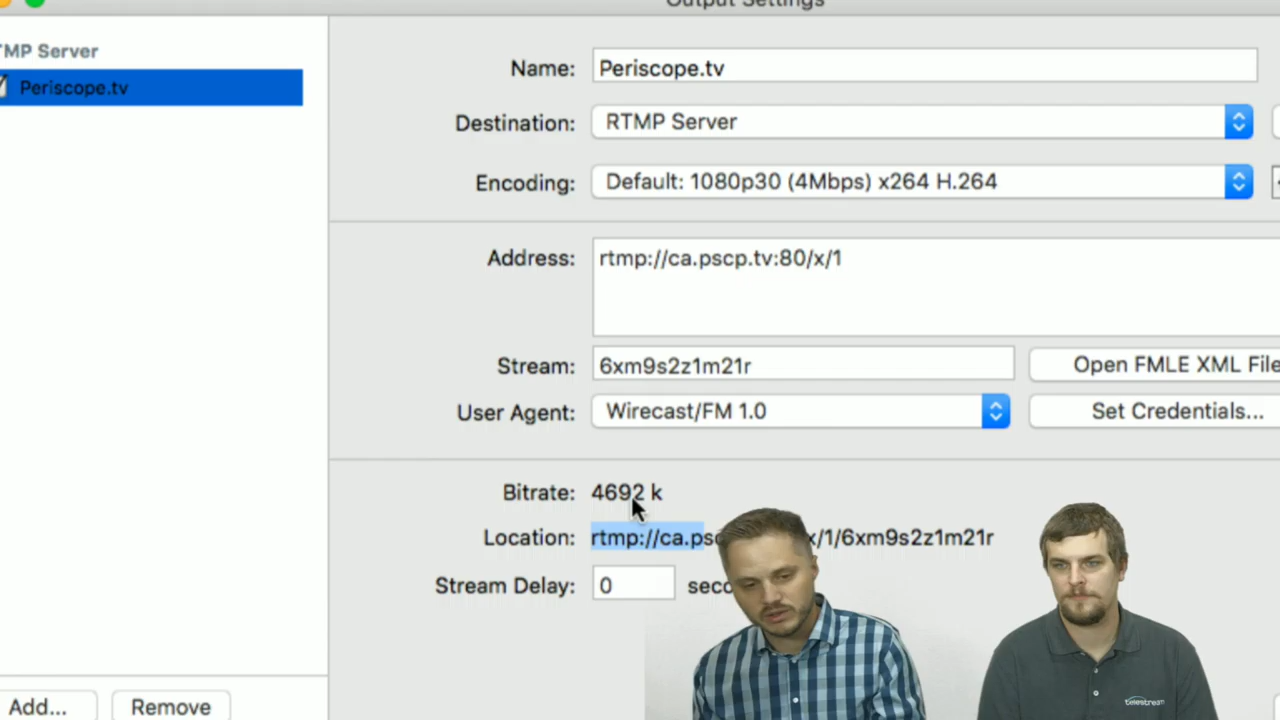 Output Settings
TMP Server
Periscope.tv
Name: Periscope.tv
Destination: RTMP Server
Encoding: Default: 1080p30 (4Mbps) x264 H.264
Address: rtmp://ca.pscp.tv:80/x/1
Stream: 6xm9s2z1m21r
Open FMLE XML File
User Agent: Wirecast/FM 1.0
Set Credentials...
Bitrate: 4692 k
Location: rtmp://ca.ps x/1/6xm9s2z1m21r
Stream Delay: 0 seco
telestream
Add...
Remove